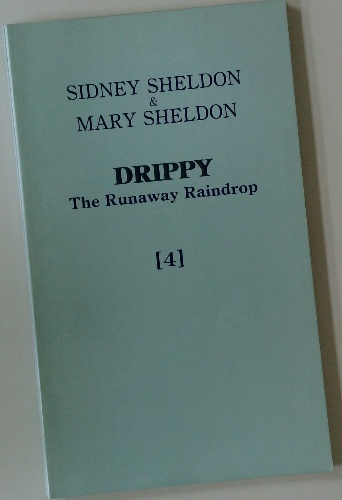 SIDNEY SHELDON
&
MARY SHELDON
DRIPPY
The Runaway Raindrop
[4]